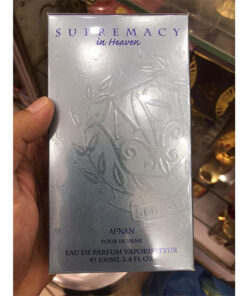 SUPREMACY
in Heaven
AFNAN
POUR HOMME
EAU DE PARFUM VAPORISATEUR
℮ 100ML 3.4 FL.OZ